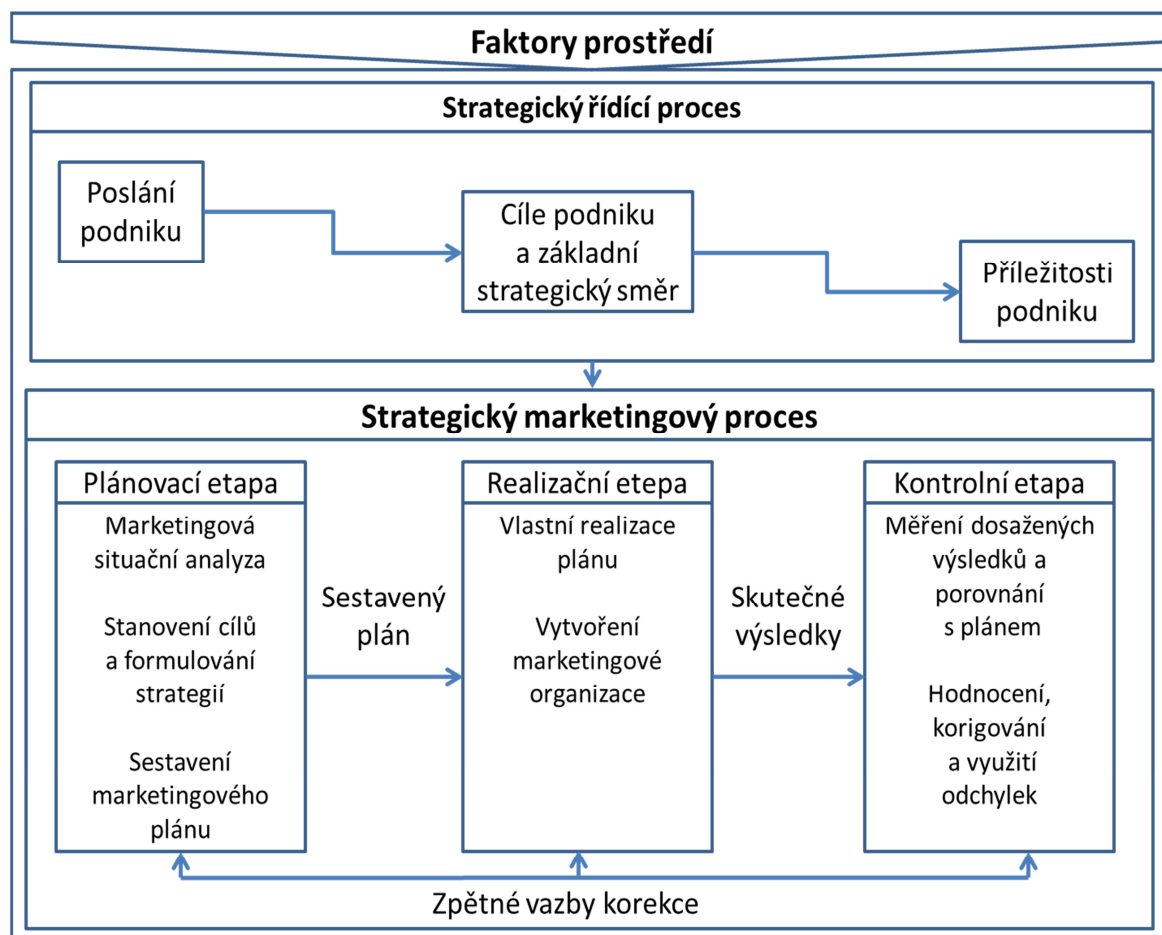 Faktory prostředí
Strategický řídící proces
Poslání
podniku
Cíle podniku
a základní
strategický směr
Příležitosti
podniku
Strategický marketingový proces
Plánovací etapa
Marketingová
situační analyza
Stanovení cílů
a formulování
strategií
Sestavení
marketingového
plánu
Sestavený
plán
Realizační etepa
Vlastní realizace
plánu
Vytvoření
marketingové
organizace
Skutečné
výsledky
Kontrolní etapa
Měření dosažených
výsledků a
porovnání
s plánem
Hodnocení,
korigování
a využití
odchylek
Zpětné vazby korekce